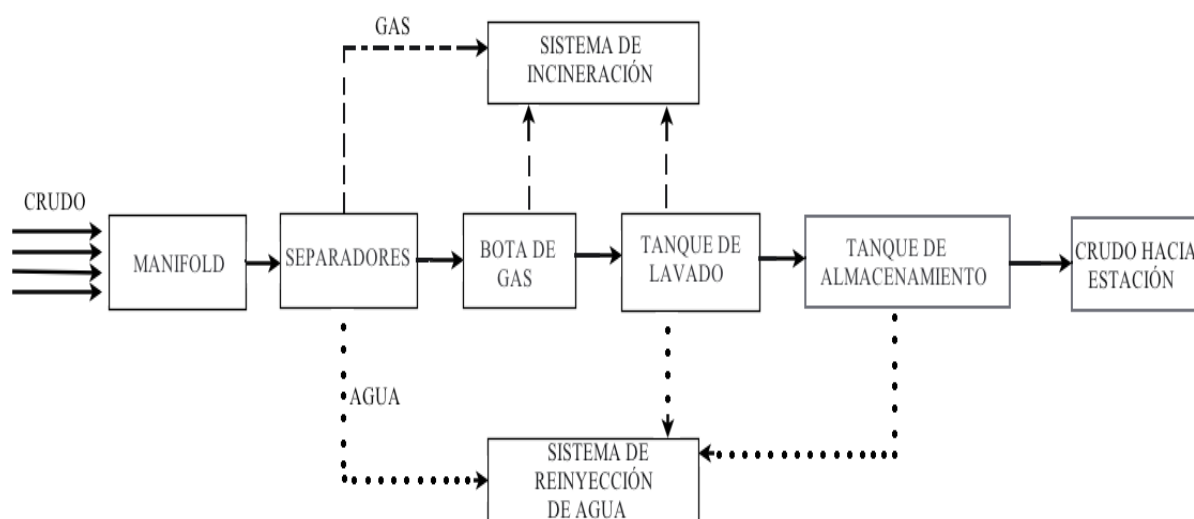 GAS
SISTEMA DE
INCINERACIÓN
CRUDO
MANIFOLD
SEPARADORES
BOTA DE
GAS
TANQUE DE
LAVADO
TANQUE DE
ALMACENAMIENTO
CRUDO HACIA
ESTACIÓN
AGUA
SISTEMA DE
REINYECCIÓN
DE AGUA